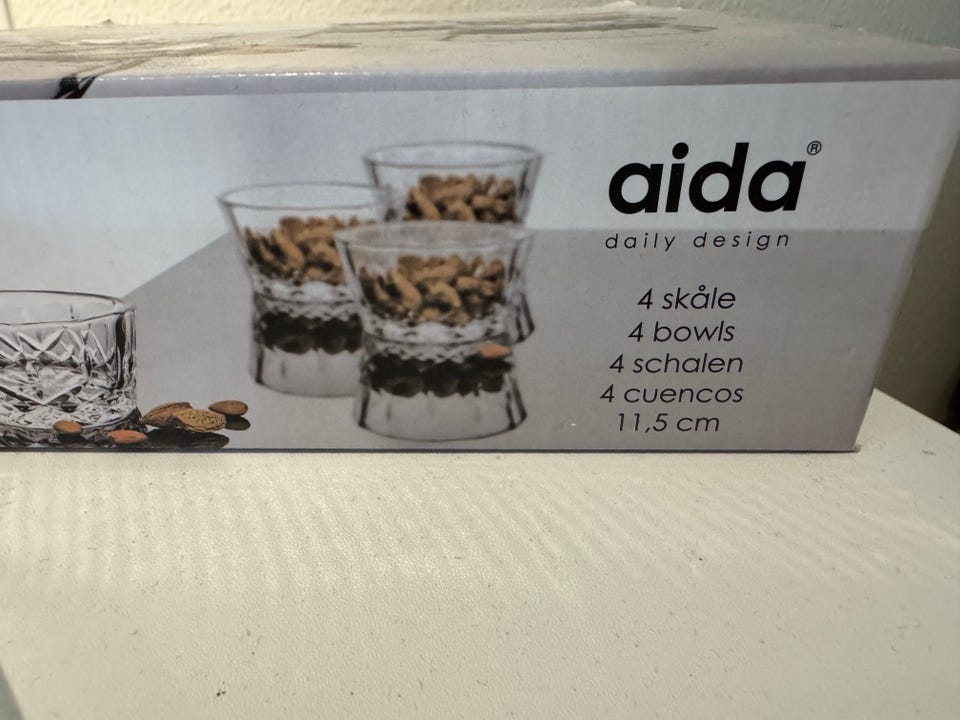 aida®
daily design
4 skåle
4 bowls
4 schalen
4 cuencos
11,5 cm